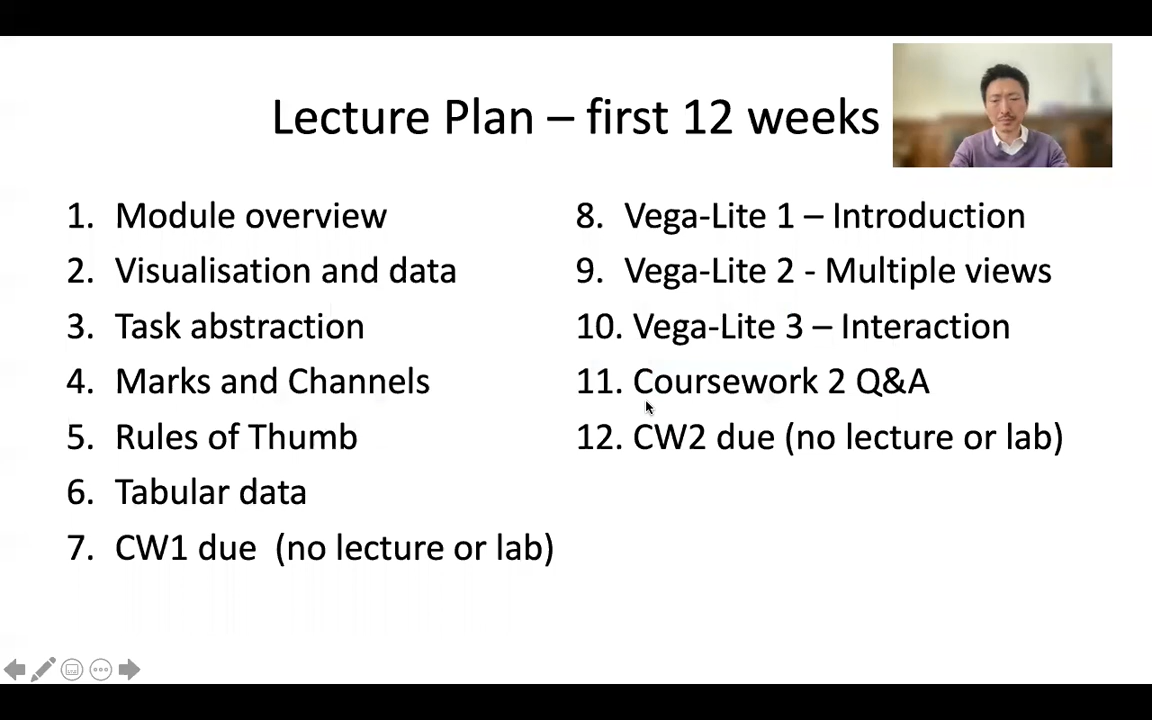 Lecture Plan – first 12 weeks
1. Module overview
2. Visualisation and data
3. Task abstraction
4. Marks and Channels
5. Rules of Thumb
6. Tabular data
7. CW1 due (no lecture or lab)
8. Vega-Lite 1 – Introduction
9. Vega-Lite 2 - Multiple views
10. Vega-Lite 3 – Interaction
11. Coursework 2 Q&A
12. CW2 due (no lecture or lab)